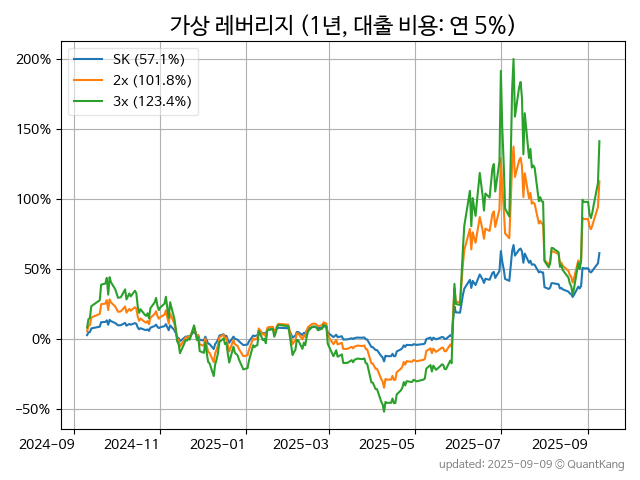 가상 레버리지 (1년, 대출 비용: 연 5%)
SK (57.1%)
2x (101.8%)
3x (123.4%)
200%
150%
100%
50%
0%
−50%
2024-09 2024-11 2025-01 2025-03 2025-05 2025-07 2025-09
updated: 2025-09-09 © QuantKang